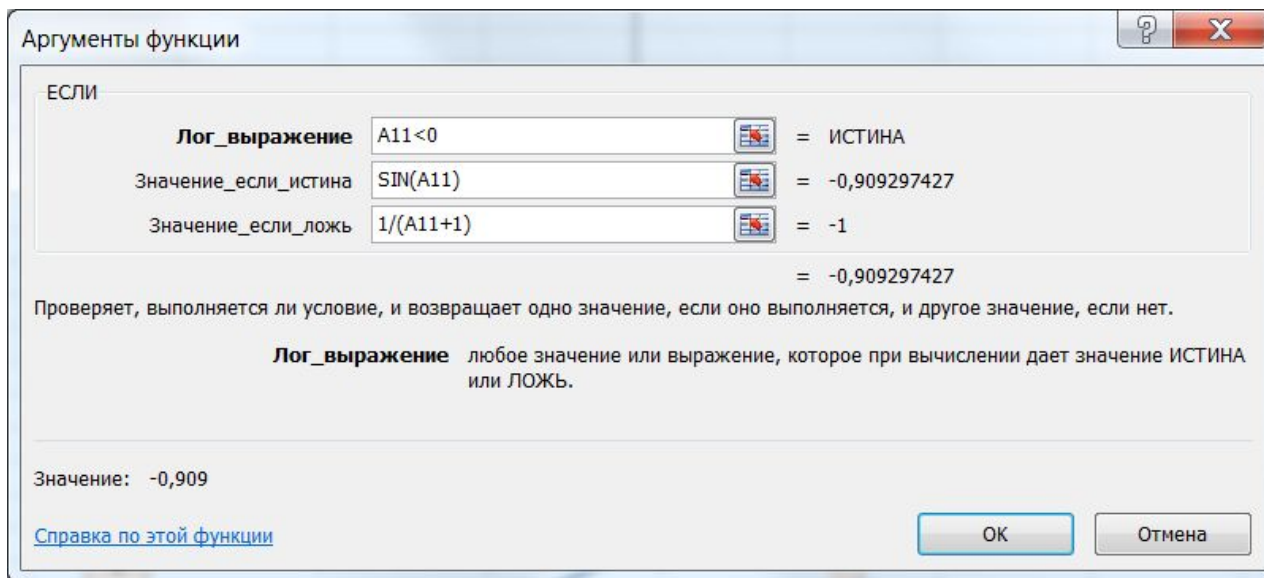 Аргументы функции
ЕСЛИ
Лог_выражение A11<0 = ИСТИНА
Значение_если_истина SIN(A11) = -0,909297427
Значение_если_ложь 1/(A11+1) = -1
= -0,909297427
Проверяет, выполняется ли условие, и возвращает одно значение, если оно выполняется, и другое значение, если нет.
Лог_выражение любое значение или выражение, которое при вычислении дает значение ИСТИНА
или ЛОЖЬ.
Значение: -0,909
Справка по этой функции
ОК Отмена